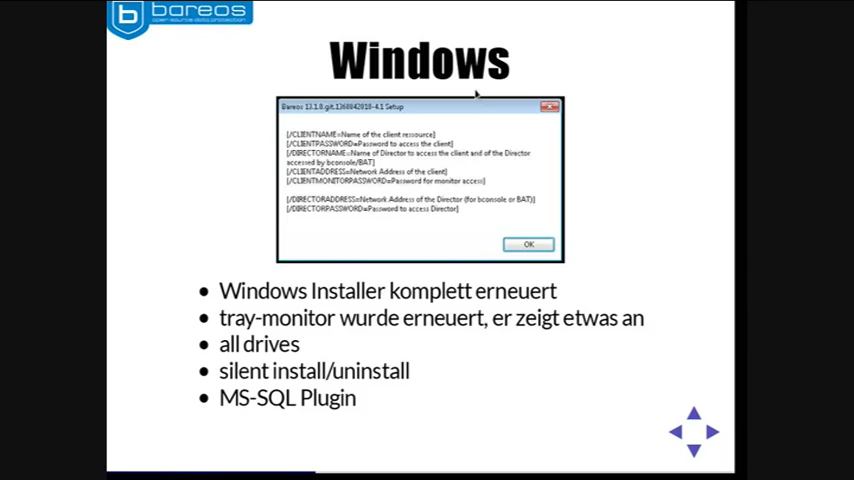 bareos
open source data protection
Windows
Bareos 13.1.0.git.1360842010-4.1 Setup
[/CLIENTNAME=Name of the client ressource]
[/CLIENTPASSWORD=Password to access the client]
[/DIRECTORNAME=Name of Director to access the client and of the Director
accessed by bconsole/BAT]
[/CLIENTADDRESS=Network Address of the client]
[/CLIENTMONITORPASSWORD=Password for monitor access]
[/DIRECTORADDRESS=Network Address of the Director (for bconsole or BAT)]
[/DIRECTORPASSWORD=Password to access Director]
OK
• Windows Installer komplett erneuert
• tray-monitor wurde erneuert, er zeigt etwas an
• all drives
• silent install/uninstall
• MS-SQL Plugin